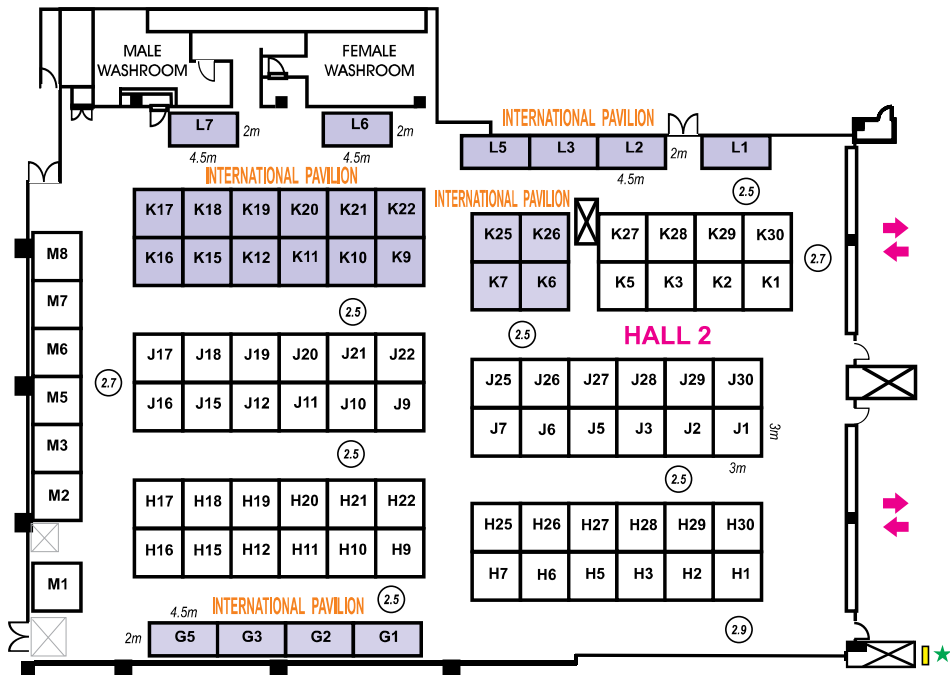 MALE
WASHROOM
FEMALE
WASHROOM
L7
2m
4.5m
L6
2m
4.5m
INTERNATIONAL PAVILION
L5 L3 L2
2m
L1
4.5m
2.5
INTERNATIONAL PAVILION
K17 K18 K19 K20 K21 K22
K16 K15 K12 K11 K10 K9
INTERNATIONAL PAVILION
K25 K26
K7 K6
K27 K28 K29 K30
K5 K3 K2 K1
2.7
M8
M7
M6
M5
M3
M2
M1
2.5
2.5
HALL 2
2.7
J17 J18 J19 J20 J21 J22
J16 J15 J12 J11 J10 J9
J25 J26 J27 J28 J29 J30
J7 J6 J5 J3 J2 J1
3m
3m
2.5
2.5
H17 H18 H19 H20 H21 H22
H16 H15 H12 H11 H10 H9
H25 H26 H27 H28 H29 H30
H7 H6 H5 H3 H2 H1
INTERNATIONAL PAVILION
2.5
4.5m
2m
G5 G3 G2 G1
2.9